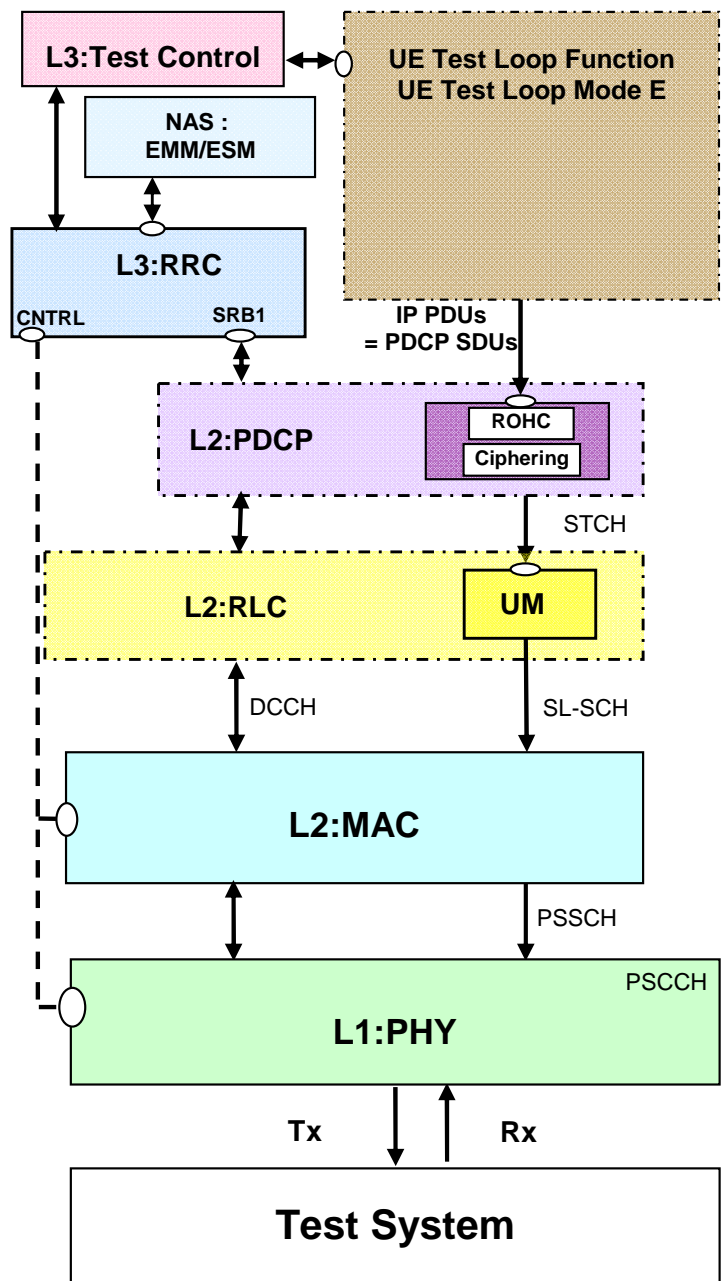 L3:Test Control
UE Test Loop Function
UE Test Loop Mode E
NAS :
EMM/ESM
L3:RRC
CNTRL
SRB1
IP PDUs
= PDCP SDUs
L2:PDCP
ROHC
Ciphering
STCH
L2:RLC
UM
DCCH
SL-SCH
L2:MAC
PSSCH
PSCCH
L1:PHY
Tx
Rx
Test System